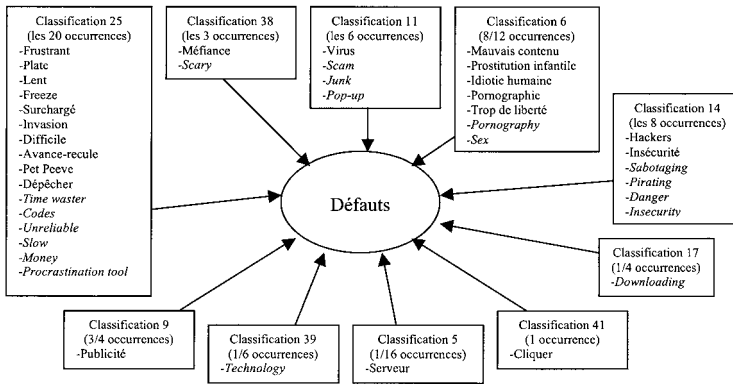 Classification 25
(les 20 occurrences)
-Frustrant
-Plate
-Lent
-Freeze
-Surchargé
-Invasion
-Difficile
-Avance-recule
-Pet Peeve
-Dépêcher
-Time waster
-Codes
-Unreliable
-Slow
-Money
-Procrastination tool
Classification 38
(les 3 occurrences)
-Méfiance
-Scary
Classification 11
(les 6 occurrences)
-Virus
-Scam
-Junk
-Pop-up
Classification 6
(8/12 occurrences)
-Mauvais contenu
-Prostitution infantile
-Idiotie humaine
-Pornographie
-Trop de liberté
-Pornography
-Sex
Classification 14
(les 8 occurrences)
-Hackers
-Insécurité
-Sabotaging
-Pirating
-Danger
-Insecurity
Défauts
Classification 17
(1/4 occurrences)
-Downloading
Classification 9
(3/4 occurrences)
-Publicité
Classification 39
(1/6 occurrences)
-Technology
Classification 5
(1/16 occurrences)
-Serveur
Classification 41
(1 occurrence)
-Cliquer